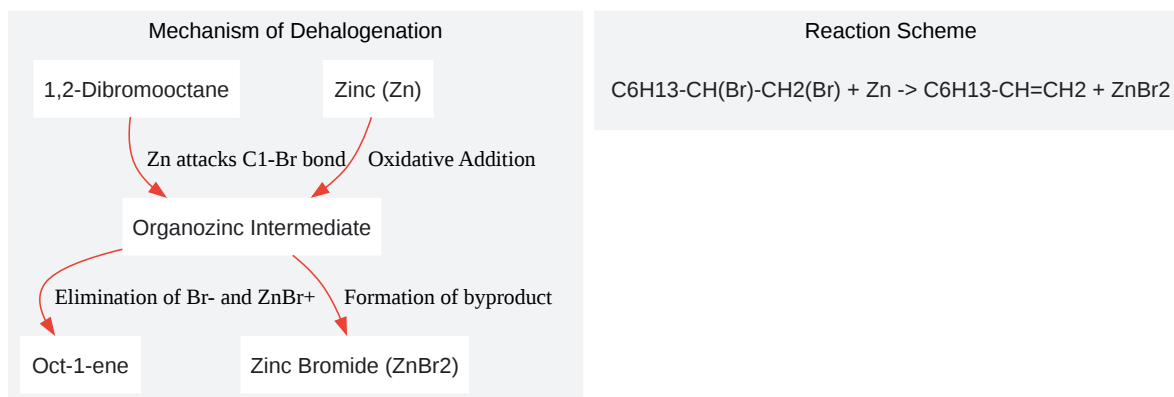 Mechanism of Dehalogenation
1,2-Dibromooctane
Zinc (Zn)
Zn attacks C1-Br bond
Oxidative Addition
Organozinc Intermediate
Elimination of Br- and ZnBr+
Formation of byproduct
Oct-1-ene
Zinc Bromide (ZnBr2)
Reaction Scheme
C6H13-CH(Br)-CH2(Br) + Zn -> C6H13-CH=CH2 + ZnBr2